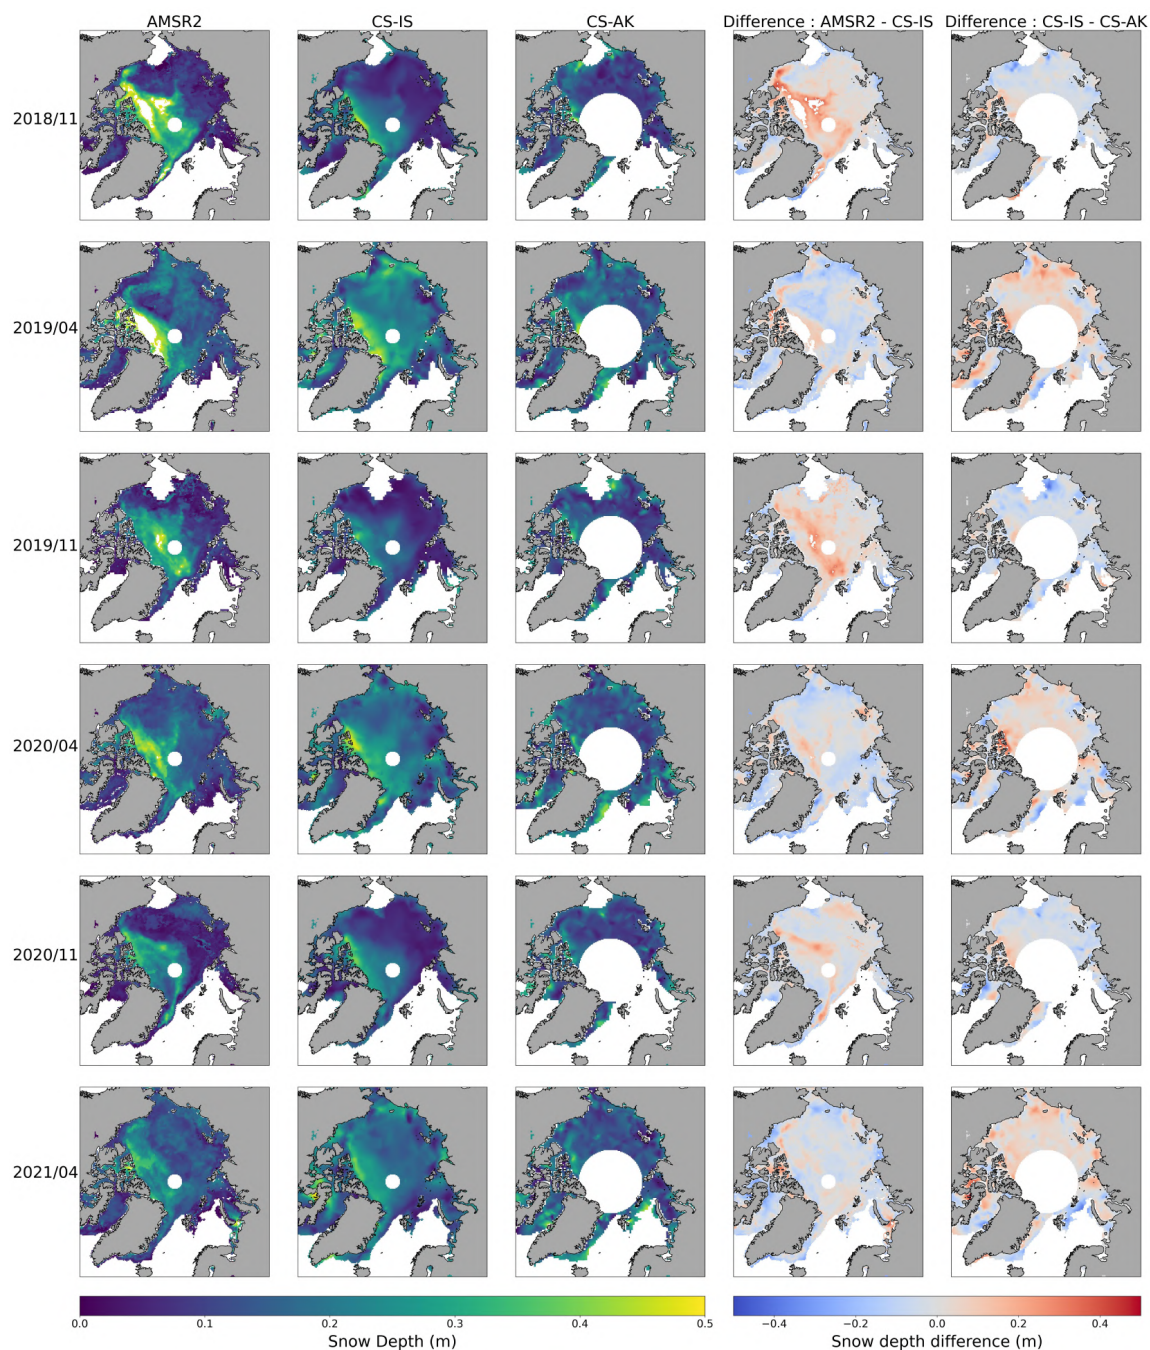 AMSR2 CS-IS CS-AK Difference : AMSR2 - CS-IS Difference : CS-IS - CS-AK
2018/11
2019/04
2019/11
2020/04
2020/11
2021/04
0.0 0.1 0.2 0.3 0.4 0.5 −0.4 −0.2 0.0 0.2 0.4
Snow Depth (m) Snow depth difference (m)